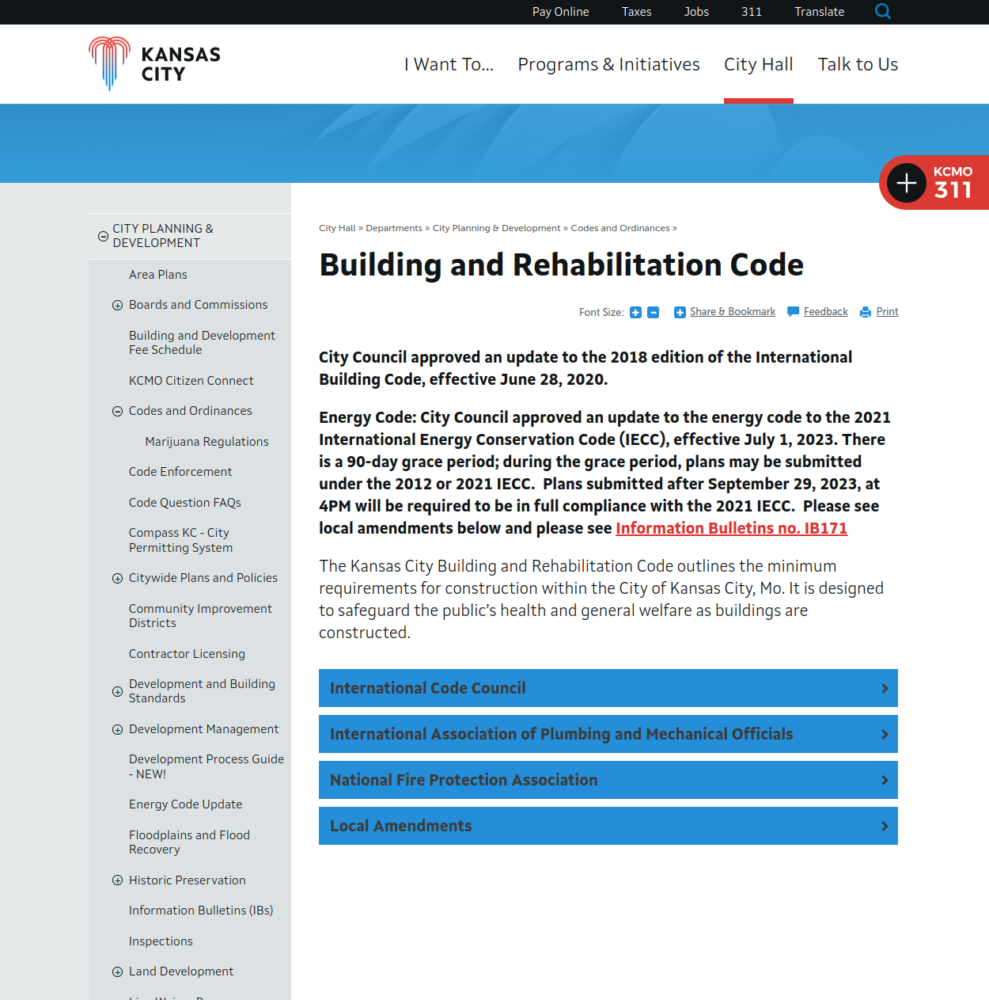 Pay Online
Taxes
Jobs
311
Translate
KANSAS
CITY
I Want To...
Programs & Initiatives
City Hall
Talk to Us
KCMO
311
CITY PLANNING &
DEVELOPMENT
Area Plans
Boards and Commissions
Building and Development
Fee Schedule
KCMO Citizen Connect
Codes and Ordinances
Marijuana Regulations
Code Enforcement
Code Question FAQs
Compass KC - City
Permitting System
Citywide Plans and Policies
Community Improvement
Districts
Contractor Licensing
Development and Building
Standards
Development Management
Development Process Guide
- NEW!
Energy Code Update
Floodplains and Flood
Recovery
Historic Preservation
Information Bulletins (IBs)
Inspections
Land Development
City Hall » Departments » City Planning & Development » Codes and Ordinances »
Building and Rehabilitation Code
Font Size:
Share & Bookmark
Feedback
Print
City Council approved an update to the 2018 edition of the International
Building Code, effective June 28, 2020.
Energy Code: City Council approved an update to the energy code to the 2021
International Energy Conservation Code (IECC), effective July 1, 2023. There
is a 90-day grace period; during the grace period, plans may be submitted
under the 2012 or 2021 IECC.  Plans submitted after September 29, 2023, at
4PM will be required to be in full compliance with the 2021 IECC.  Please see
local amendments below and please see Information Bulletins no. IB171
The Kansas City Building and Rehabilitation Code outlines the minimum
requirements for construction within the City of Kansas City, Mo. It is designed
to safeguard the public’s health and general welfare as buildings are
constructed.
International Code Council
International Association of Plumbing and Mechanical Officials
National Fire Protection Association
Local Amendments